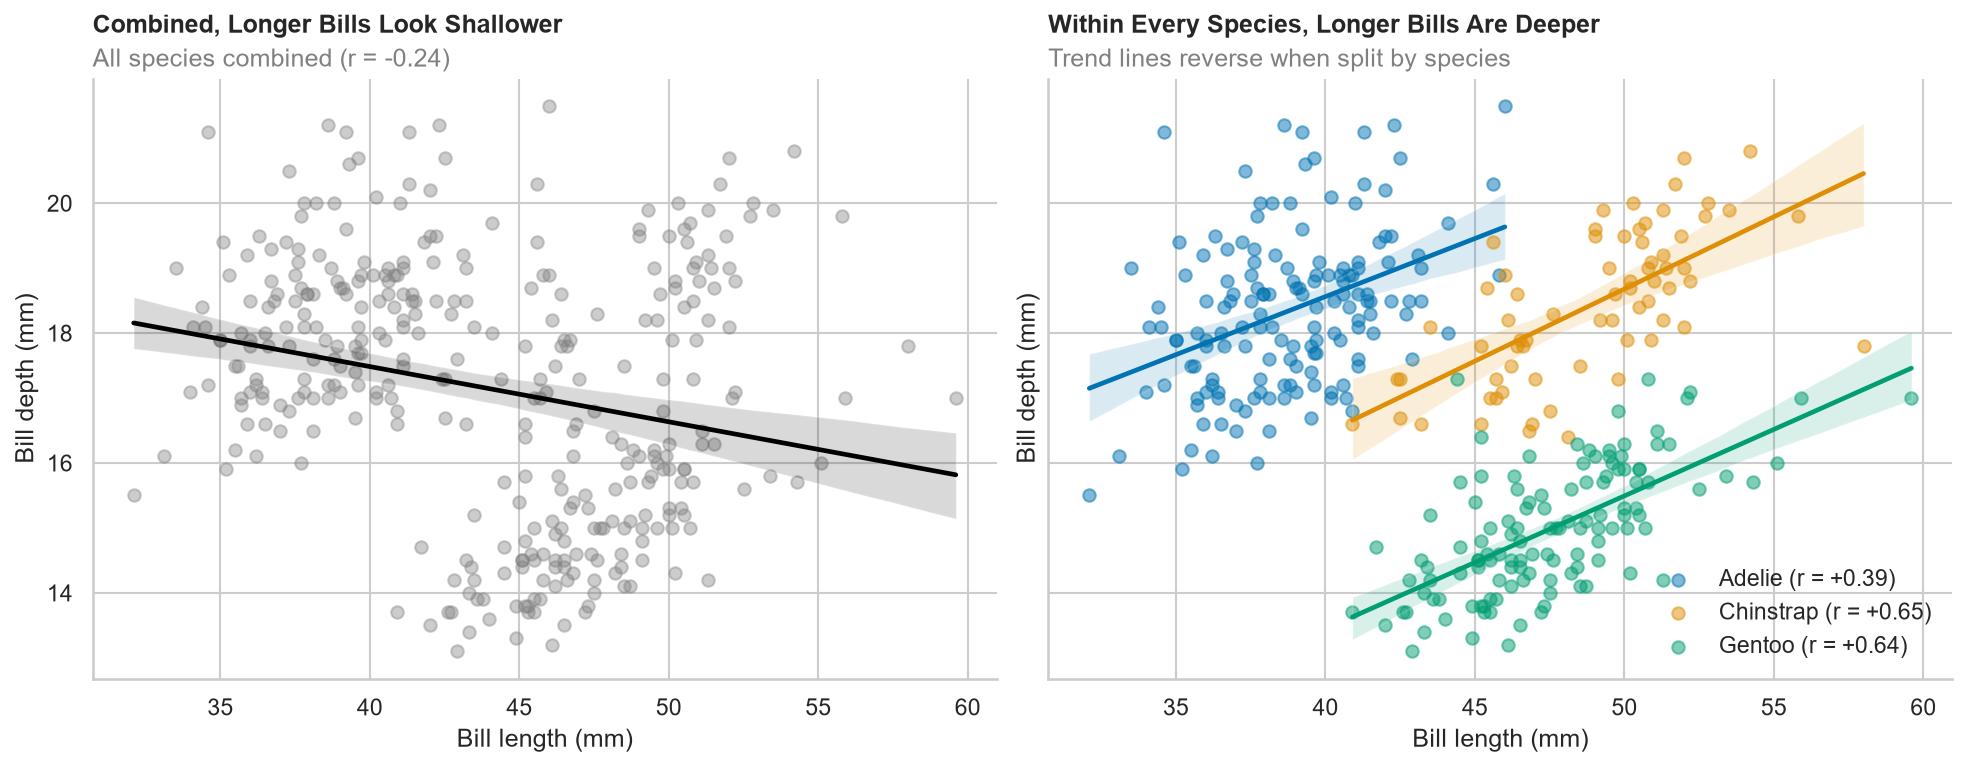 Combined, Longer Bills Look Shallower
All species combined (r = -0.24)
Bill depth (mm)
20
18
16
14
35
40
45
50
55
60
Bill length (mm)
Within Every Species, Longer Bills Are Deeper
Trend lines reverse when split by species
Bill depth (mm)
Adelie (r = +0.39)
Chinstrap (r = +0.65)
Gentoo (r = +0.64)
35
40
45
50
55
60
Bill length (mm)